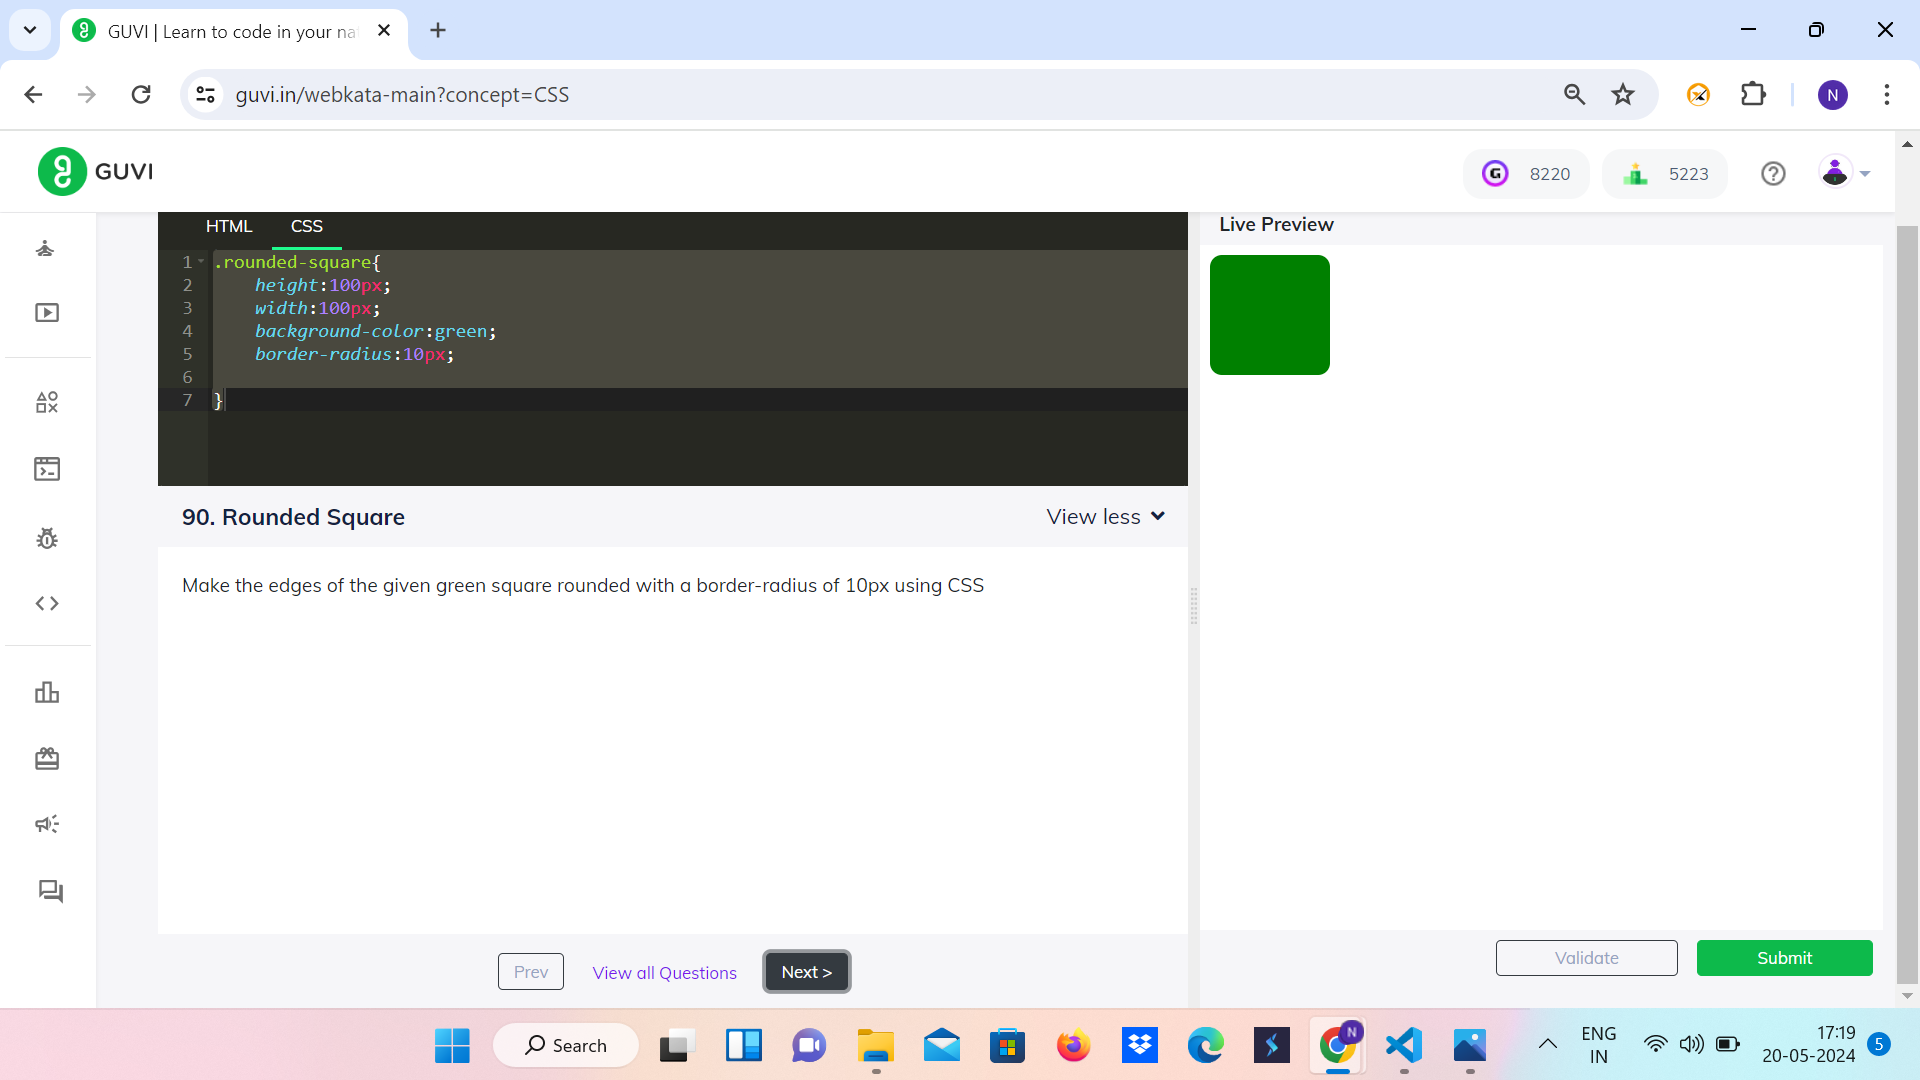 GUVI | Learn to code in your na
guvi.in/webkata-main?concept=CSS
N
GUVI
8220
5223
HTML
CSS
Live Preview
1 .rounded-square{
2 height:100px;
3 width:100px;
4 background-color:green;
5 border-radius:10px;
6
7 }
90. Rounded Square
View less
Make the edges of the given green square rounded with a border-radius of 10px using CSS
Prev
View all Questions
Next >
Validate
Submit
Search
N
ENG
IN
17:19
20-05-2024
5